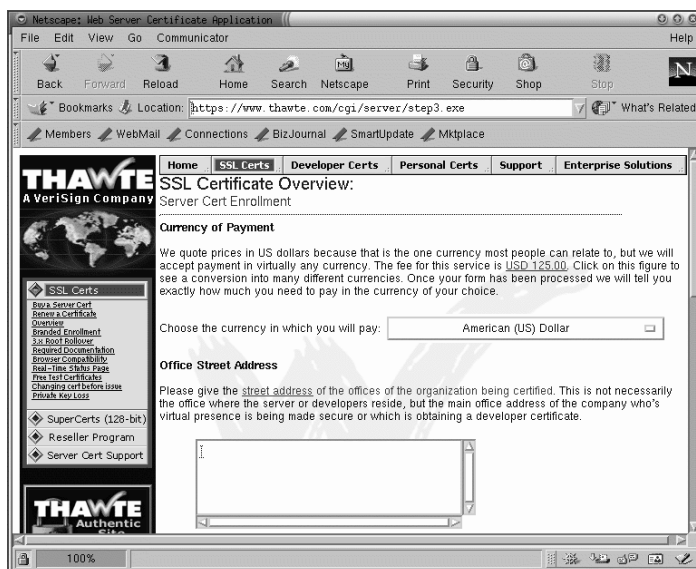 Netscape: Web Server Certificate Application
File Edit View Go Communicator Help
Back Forward Reload Home Search Netscape Print Security Shop Stop
My
N
Bookmarks Location: https://www.thawte.com/cgi/server/step3.exe What's Related
Members WebMail Connections BizJournal SmartUpdate Mktplace
Home SSL Certs Developer Certs Personal Certs Support Enterprise Solutions
THAWTE
A VeriSign Company
SSL Certificate Overview:
Server Cert Enrollment
Currency of Payment
We quote prices in US dollars because that is the one currency most people can relate to, but we will
accept payment in virtually any currency. The fee for this service is USD 125.00. Click on this figure to
see a conversion into many different currencies. Once your form has been processed we will tell you
exactly how much you need to pay in the currency of your choice.
Choose the currency in which you will pay: American (US) Dollar
Office Street Address
Please give the street address of the offices of the organization being certified. This is not necessarily
the office where the server or developers reside, but the main office address of the company who's
virtual presence is being made secure or which is obtaining a developer certificate.
SSL Certs
Buy a Server Cert
Renew a Certificate
Overview
Branded Enrollment
3.x Root Rollover
Required Documentation
Browser Compatibility
Real-Time Status Page
Free Test Certificates
Changing cert before issue
Private Key Loss
SuperCerts (128-bit)
Reseller Program
Server Cert Support
THAWTE
Authentic
Site
100%